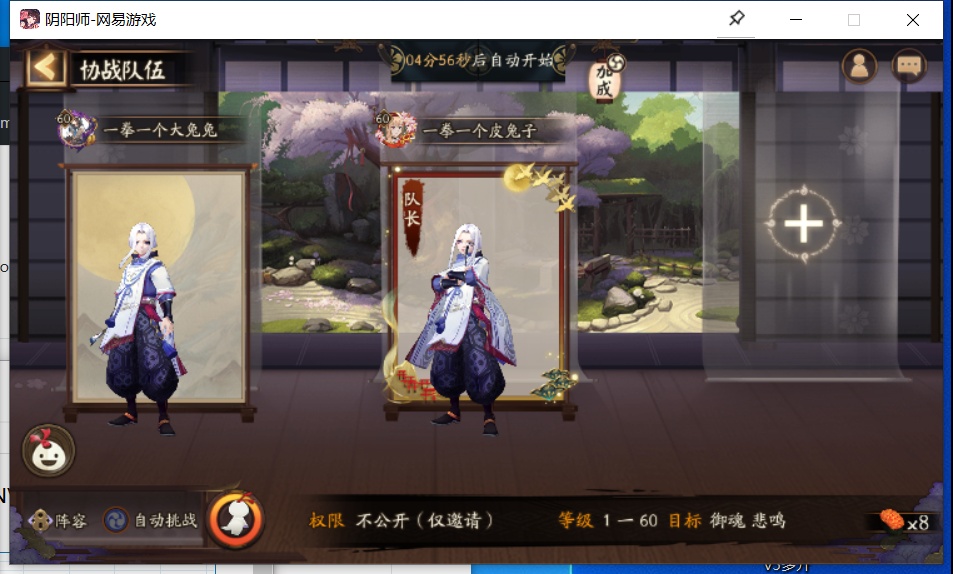 阴阳师-网易游戏
协战队伍
04分56秒后自动开始
加成
60
一拳一个大兔兔
60
一拳一个皮兔子
队长
阵容
自动挑战
权限 不公开（仅邀请）
等级 1 — 60 目标 御魂 悲鸣
x8